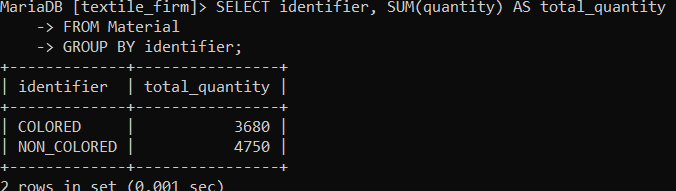 MariaDB [textile_firm]> SELECT identifier, SUM(quantity) AS total_quantity
    -> FROM Material
    -> GROUP BY identifier;
+-------------+----------------+
| identifier  | total_quantity |
+-------------+----------------+
| COLORED     |           3680 |
| NON_COLORED |           4750 |
+-------------+----------------+
2 rows in set (0.001 sec)